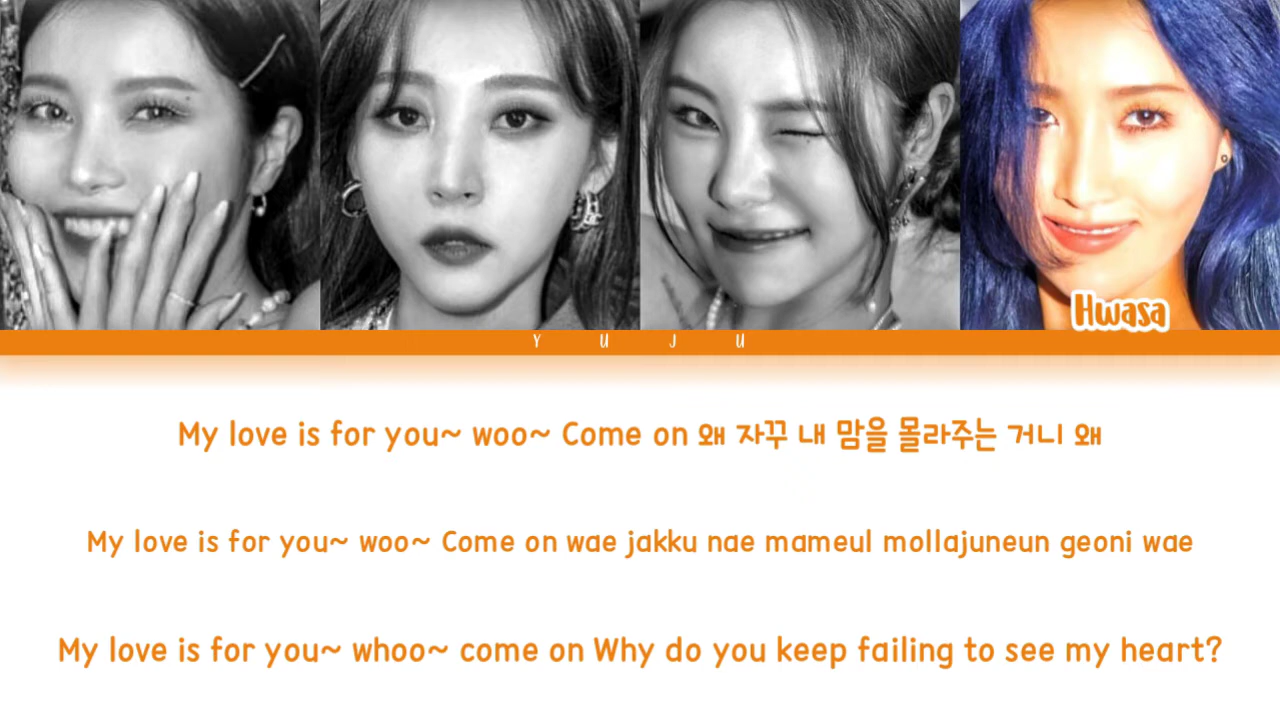 Hwasa
Y U J U
My love is for you~ woo~ Come on 왜 자꾸 내 맘을 몰라주는 거니 왜
My love is for you~ woo~ Come on wae jakku nae mameul mollajuneun geoni wae
My love is for you~ whoo~ come on Why do you keep failing to see my heart?